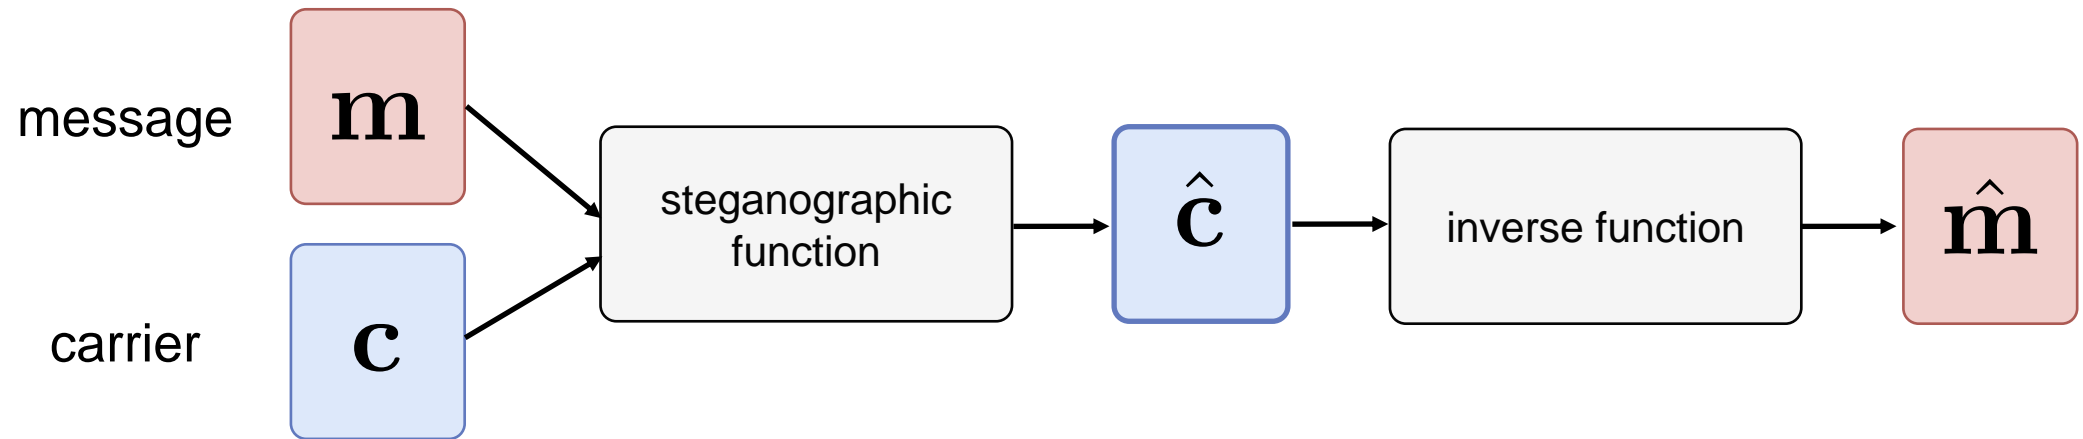 message
m
carrier
c
steganographic
function
ĉ
inverse function
m̂